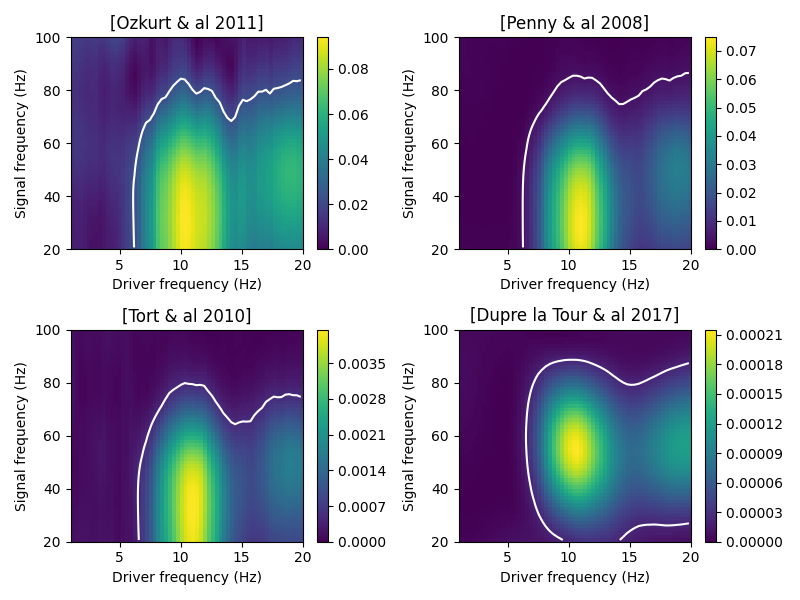 [Ozkurt & al 2011]
100
80
60
40
20
Signal frequency (Hz)
5 10 15 20
Driver frequency (Hz)
0.08
0.06
0.04
0.02
0.00
[Penny & al 2008]
100
80
60
40
20
Signal frequency (Hz)
5 10 15 20
Driver frequency (Hz)
0.07
0.06
0.05
0.04
0.03
0.02
0.01
0.00
[Tort & al 2010]
100
80
60
40
20
Signal frequency (Hz)
5 10 15 20
Driver frequency (Hz)
0.0035
0.0028
0.0021
0.0014
0.0007
0.0000
[Dupre la Tour & al 2017]
100
80
60
40
20
Signal frequency (Hz)
5 10 15 20
Driver frequency (Hz)
0.00021
0.00018
0.00015
0.00012
0.00009
0.00006
0.00003
0.00000